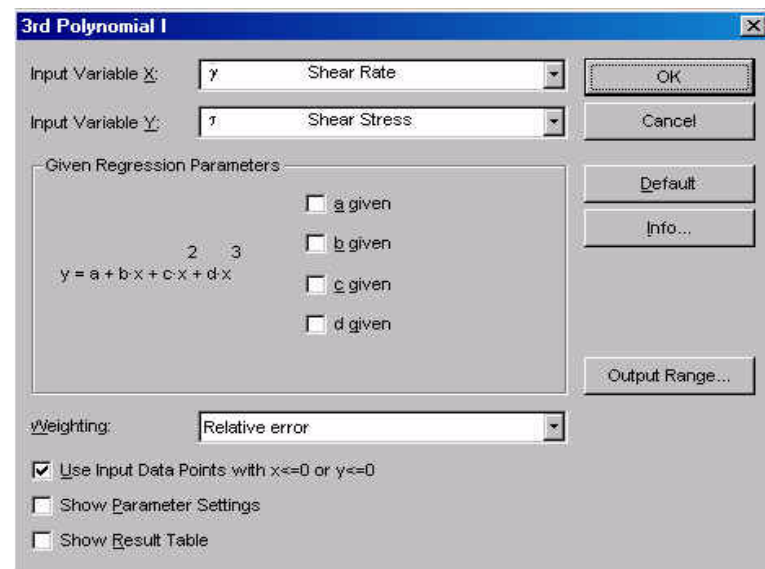 3rd Polynomial I
Input Variable X: γ Shear Rate
OK
Input Variable Y: τ Shear Stress
Cancel
Given Regression Parameters
Default
a given
Info...
b given
2 3
y = a + b·x + c·x + d·x
c given
d given
Output Range...
Weighting: Relative error
Use Input Data Points with x<=0 or y<=0
Show Parameter Settings
Show Result Table